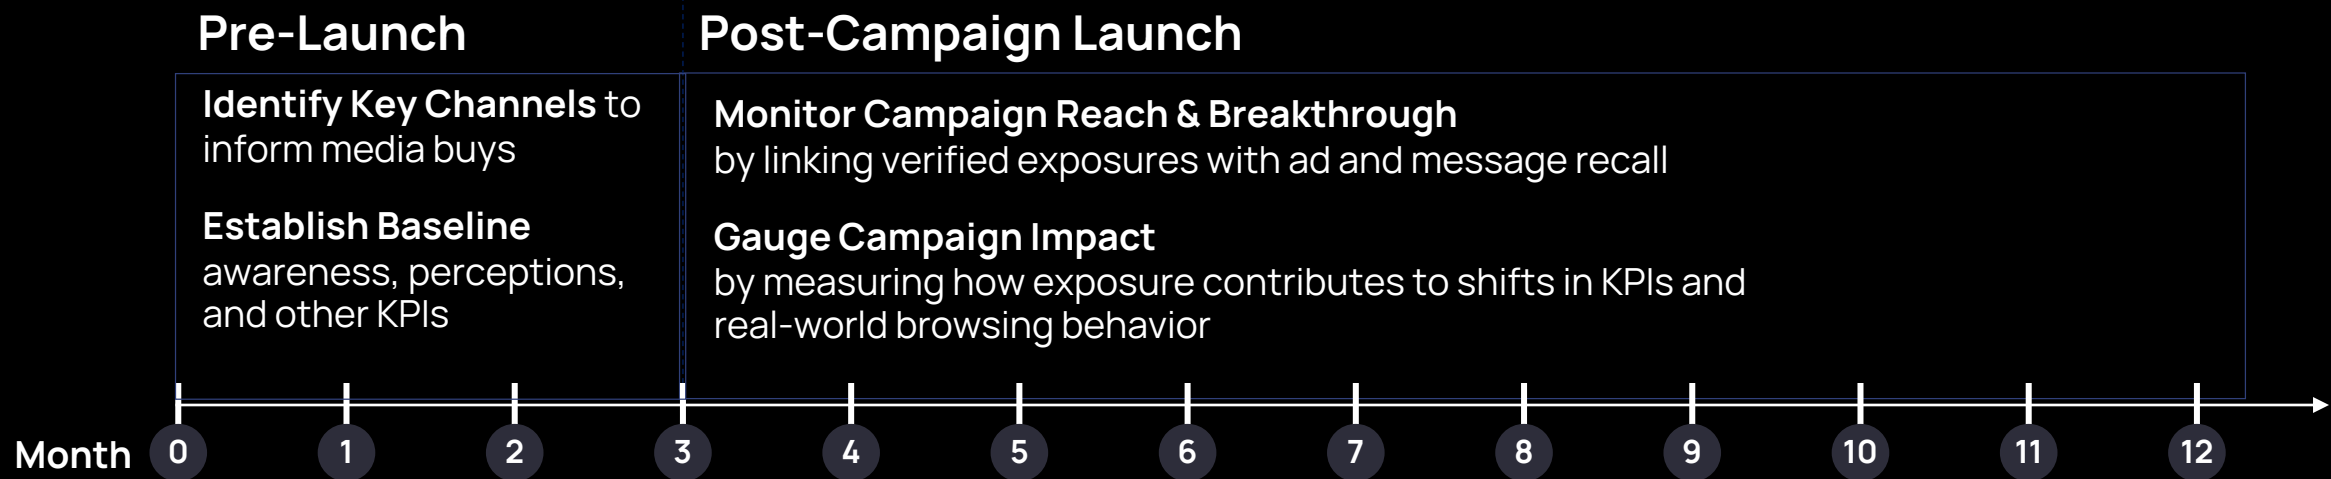 Pre-Launch
Post-Campaign Launch
Identify Key Channels to
inform media buys
Establish Baseline
awareness, perceptions,
and other KPIs
Monitor Campaign Reach & Breakthrough
by linking verified exposures with ad and message recall
Gauge Campaign Impact
by measuring how exposure contributes to shifts in KPIs and
real-world browsing behavior
Month 0 1 2 3 4 5 6 7 8 9 10 11 12